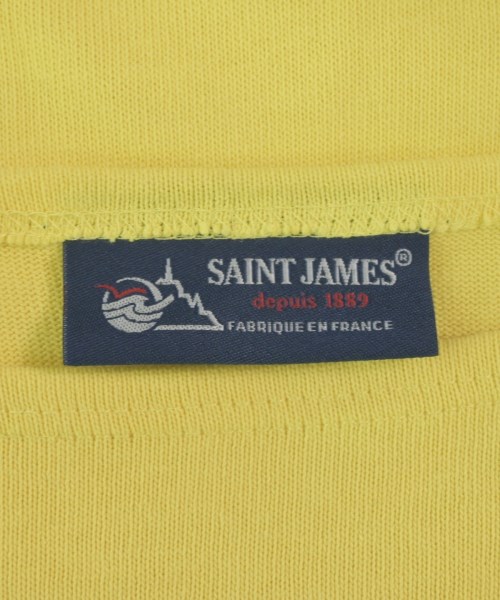 SAINT JAMES®
depuis 1889
FABRIQUE EN FRANCE